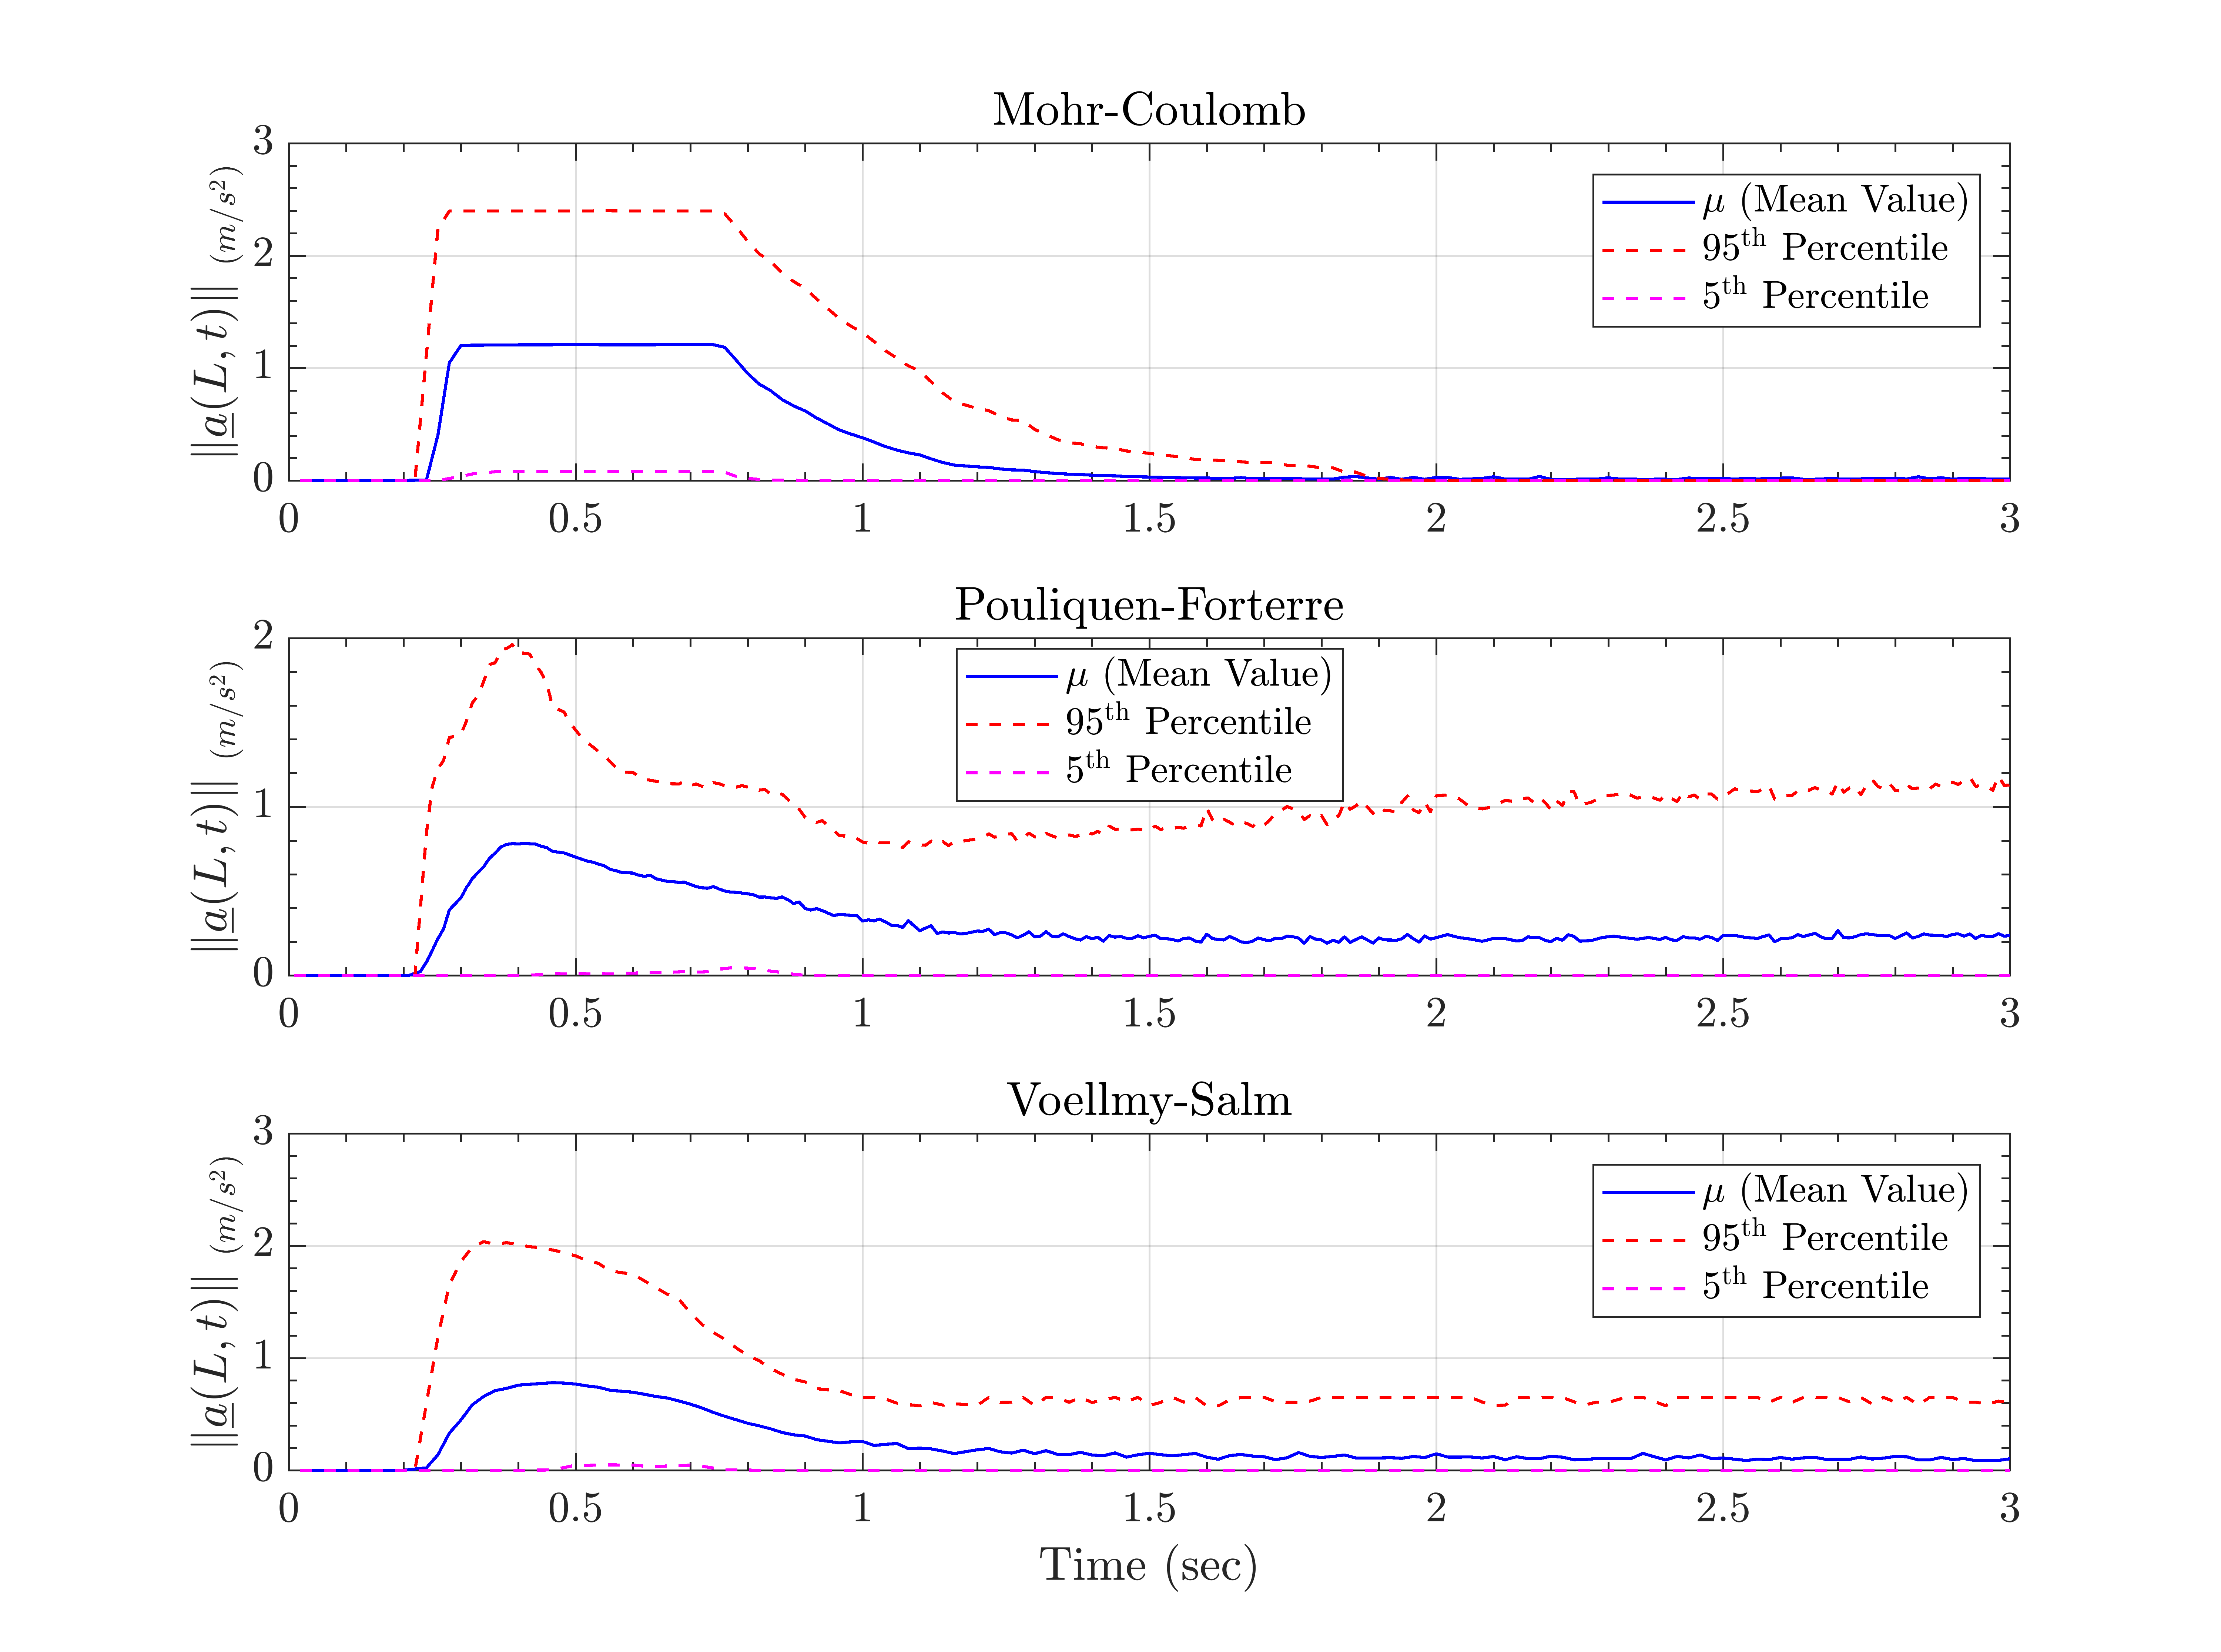 Mohr-Coulomb
||a(L, t)|| (m/s²)
3
2
1
0
0 0.5 1 1.5 2 2.5 3
μ (Mean Value)
95th Percentile
5th Percentile
Pouliquen-Forterre
||a(L, t)|| (m/s²)
2
1
0
0 0.5 1 1.5 2 2.5 3
μ (Mean Value)
95th Percentile
5th Percentile
Voellmy-Salm
||a(L, t)|| (m/s²)
3
2
1
0
0 0.5 1 1.5 2 2.5 3
μ (Mean Value)
95th Percentile
5th Percentile
Time (sec)